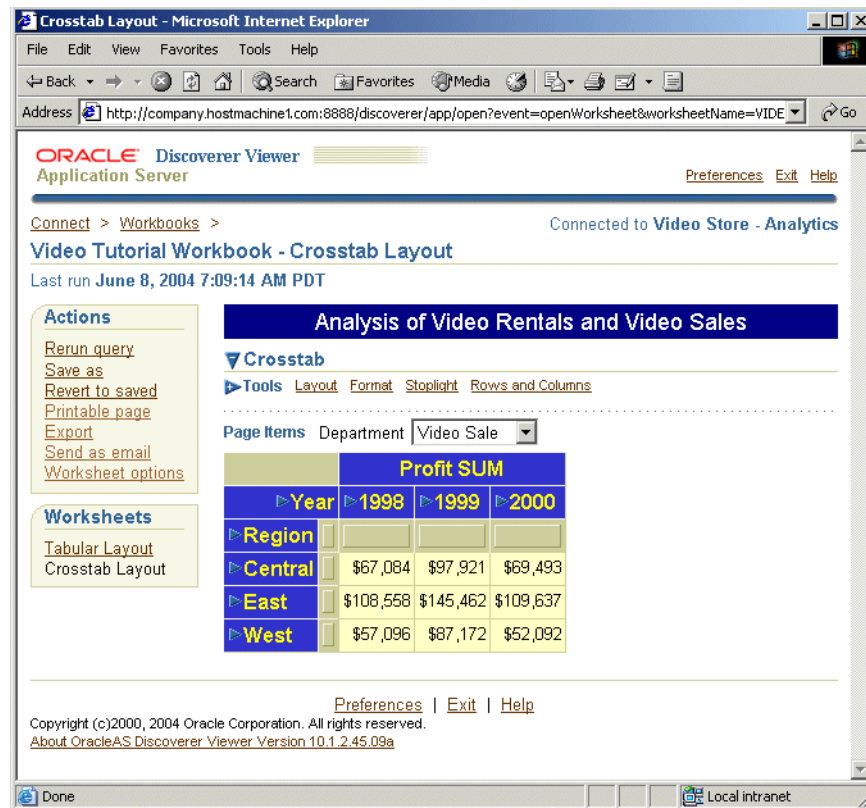 Crosstab Layout - Microsoft Internet Explorer
File Edit View Favorites Tools Help
Back Search Favorites Media
Address http://company.hostmachine1.com:8888/discoverer/app/open?event=openWorksheet&worksheetName=VIDE Go
ORACLE Discoverer Viewer
Application Server
Preferences Exit Help
Connect > Workbooks >
Connected to Video Store - Analytics
Video Tutorial Workbook - Crosstab Layout
Last run June 8, 2004 7:09:14 AM PDT
Actions
Rerun query
Save as
Revert to saved
Printable page
Export
Send as email
Worksheet options
Worksheets
Tabular Layout
Crosstab Layout
Analysis of Video Rentals and Video Sales
Crosstab
Tools Layout Format Stoplight Rows and Columns
Page Items Department Video Sale
Profit SUM
Year 1998 1999 2000
Region
Central $67,084 $97,921 $69,493
East $108,558 $145,462 $109,637
West $57,096 $87,172 $52,092
Preferences | Exit | Help
Copyright (c)2000, 2004 Oracle Corporation. All rights reserved.
About OracleAS Discoverer Viewer Version 10.1.2.45.09a
Done Local intranet